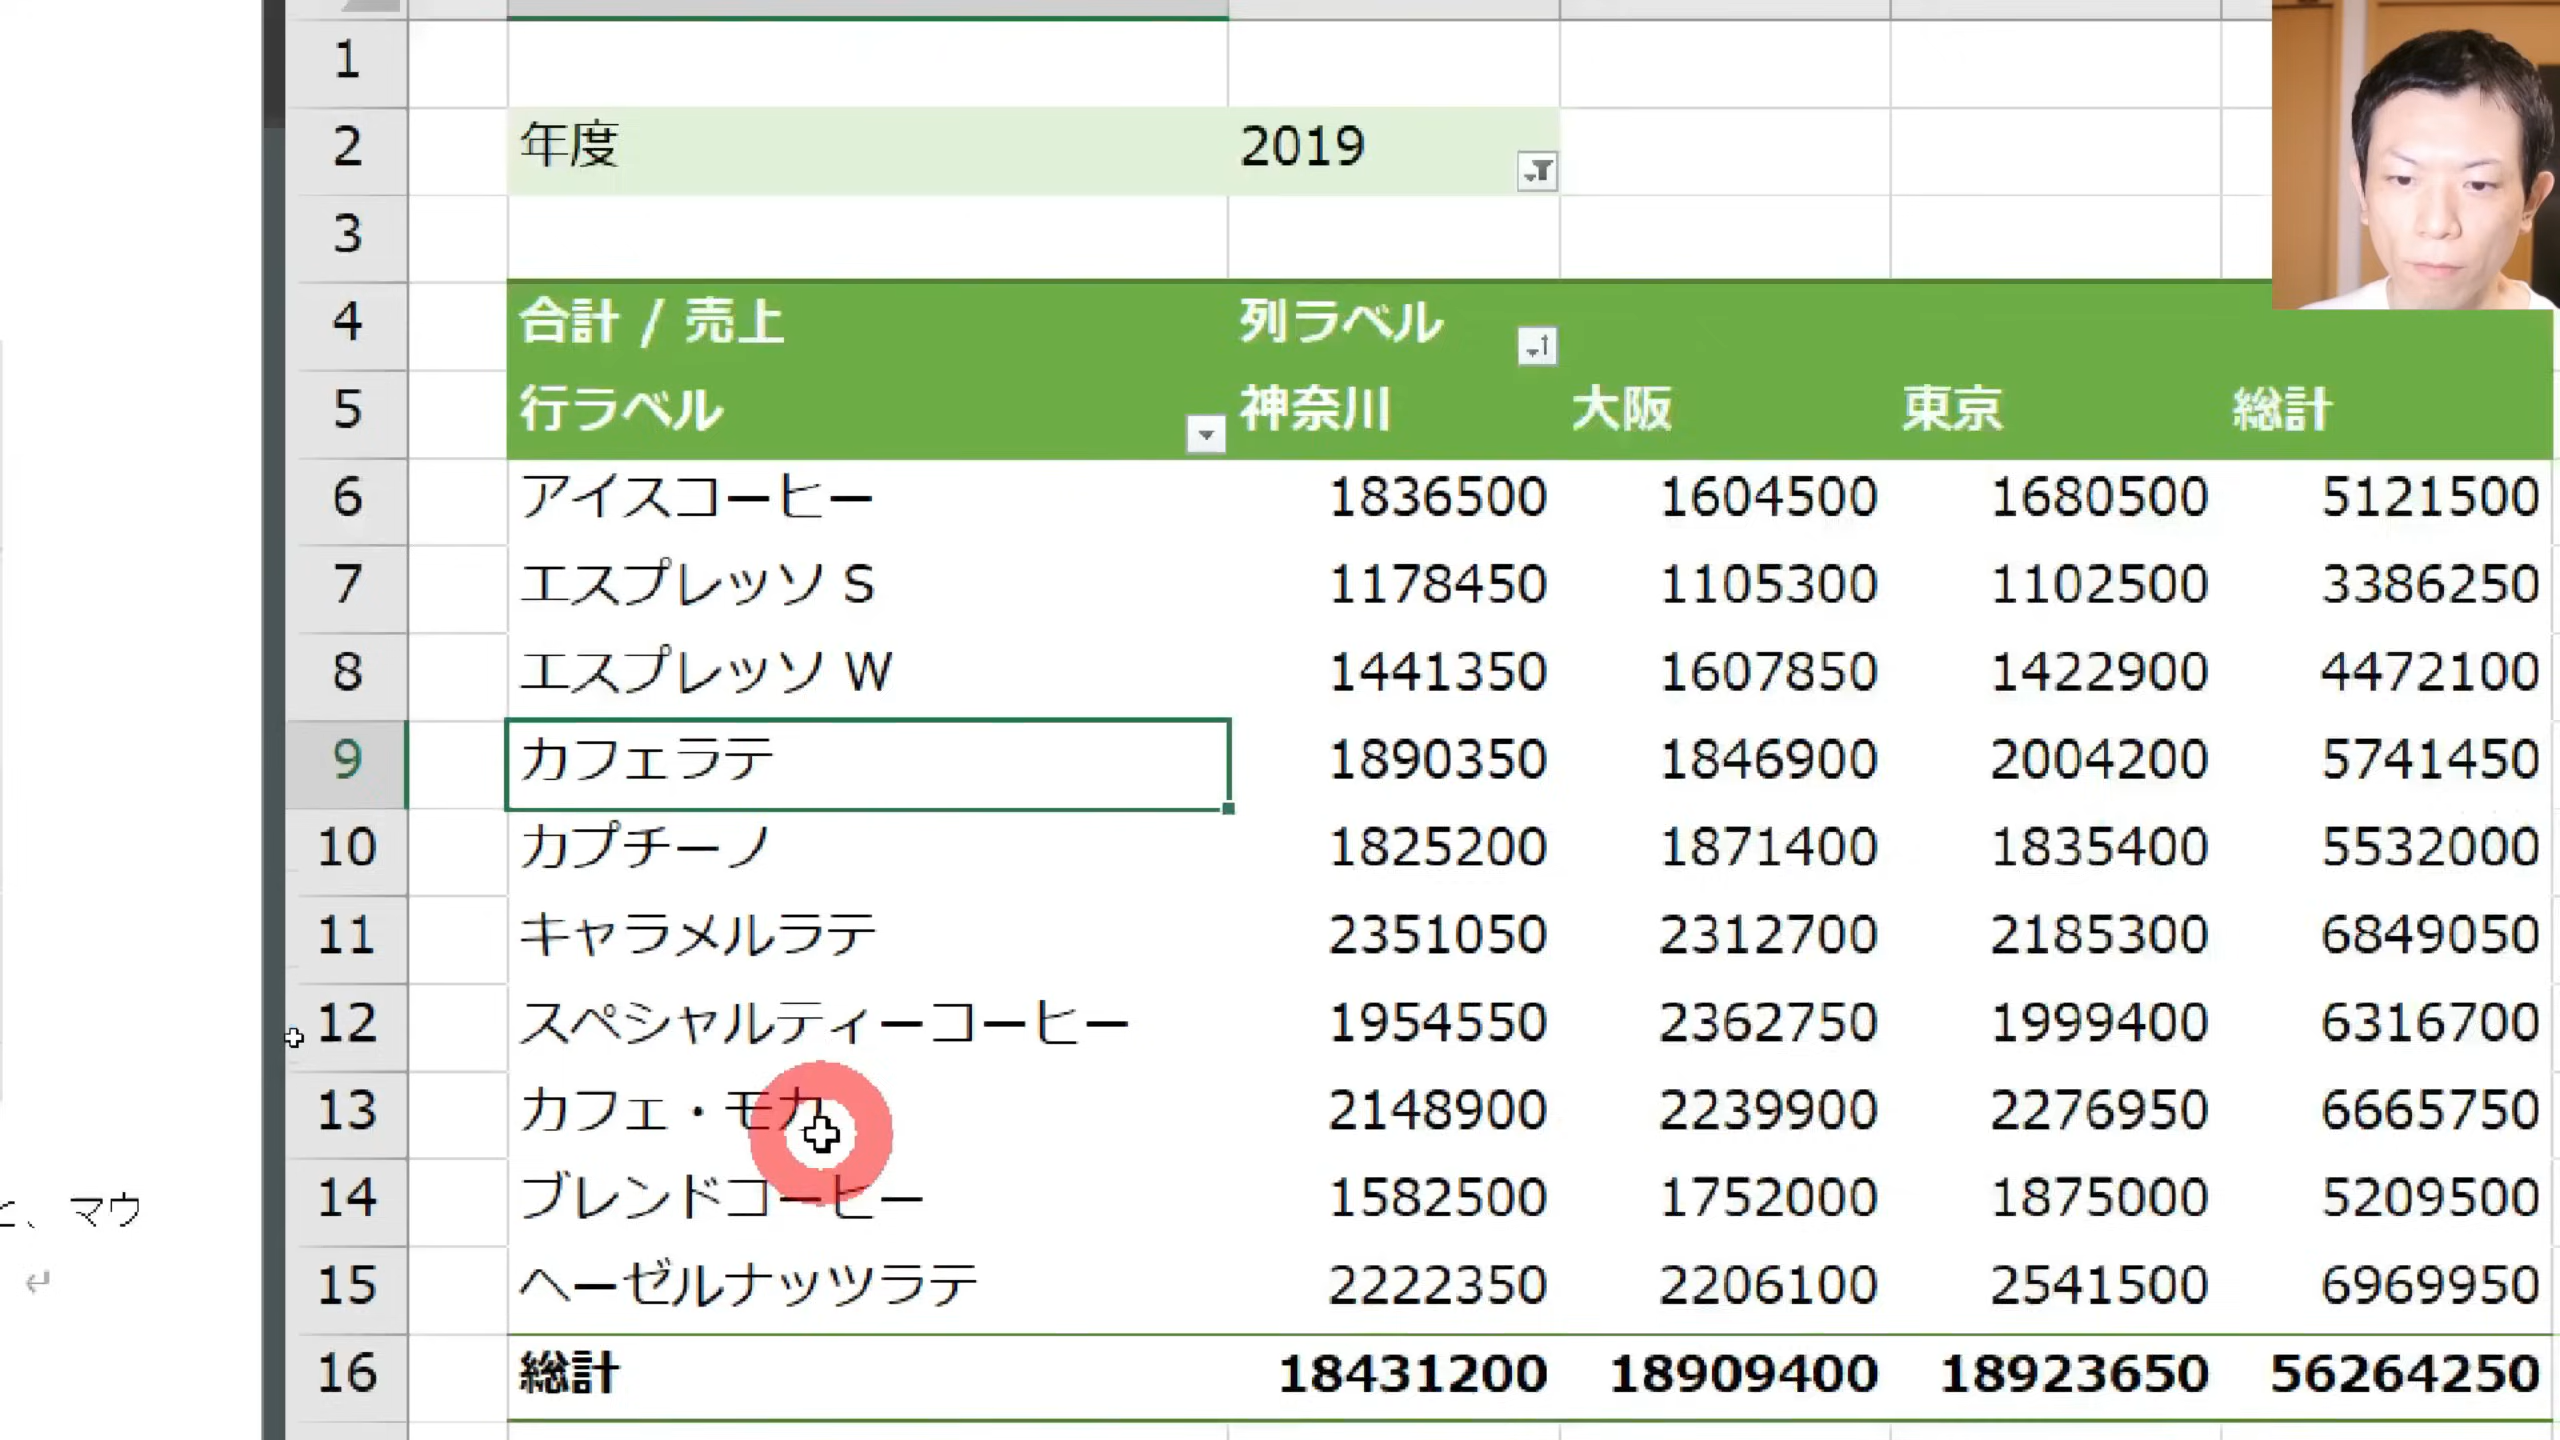 1
2 年度 2019
3
4 合計 / 売上 列ラベル
5 行ラベル 神奈川 大阪 東京 総計
6 アイスコーヒー 1836500 1604500 1680500 5121500
7 エスプレッソ S 1178450 1105300 1102500 3386250
8 エスプレッソ W 1441350 1607850 1422900 4472100
9 カフェラテ 1890350 1846900 2004200 5741450
10 カプチーノ 1825200 1871400 1835400 5532000
11 キャラメルラテ 2351050 2312700 2185300 6849050
12 スペシャルティーコーヒー 1954550 2362750 1999400 6316700
13 カフェ・モカ 2148900 2239900 2276950 6665750
14 ブレンドコーヒー 1582500 1752000 1875000 5209500
15 ヘーゼルナッツラテ 2222350 2206100 2541500 6969950
16 総計 18431200 18909400 18923650 56264250
と、マウ